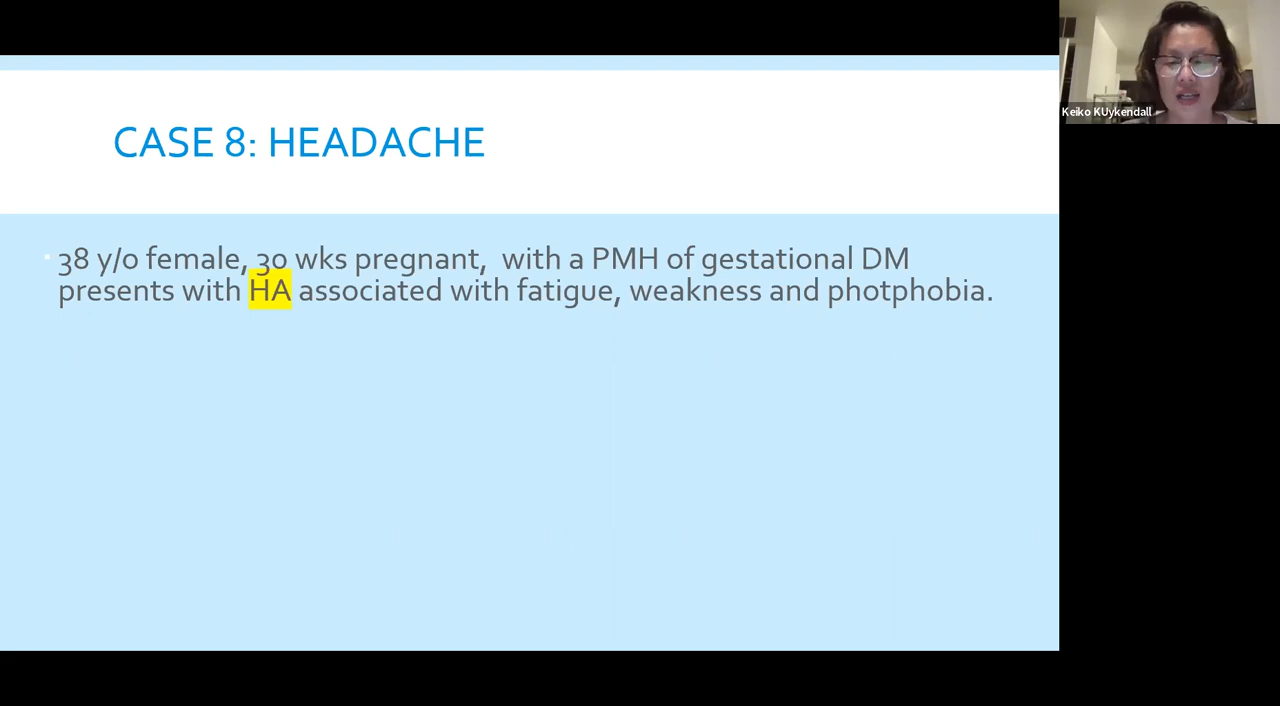 Keiko KUykendall
CASE 8: HEADACHE
38 y/o female, 30 wks pregnant, with a PMH of gestational DM
presents with HA associated with fatigue, weakness and photphobia.